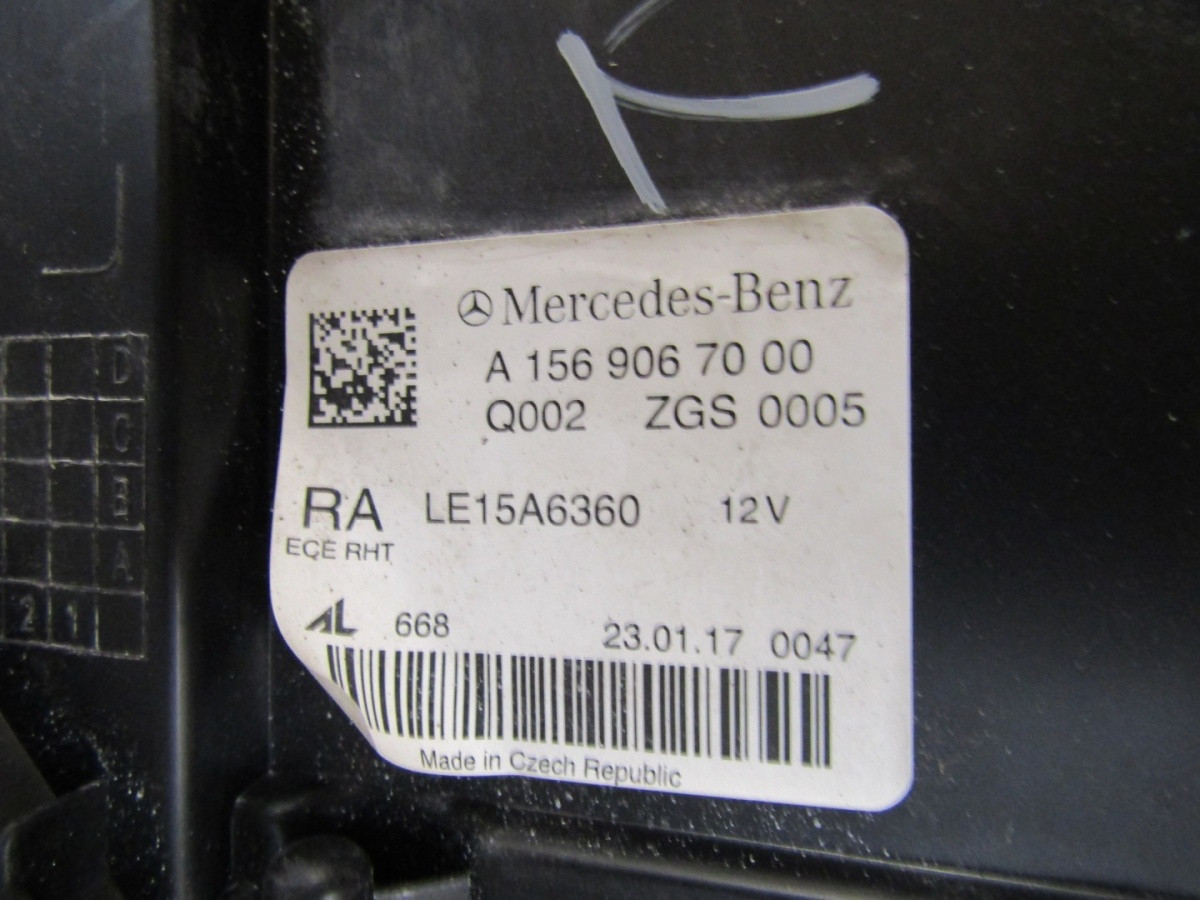 Mercedes-Benz
A 156 906 70 00
Q002 ZGS 0005
RA LE15A6360 12V
ECE RHT
AL 668 23.01.17 0047
Made in Czech Republic
D
C
B
A
2 1